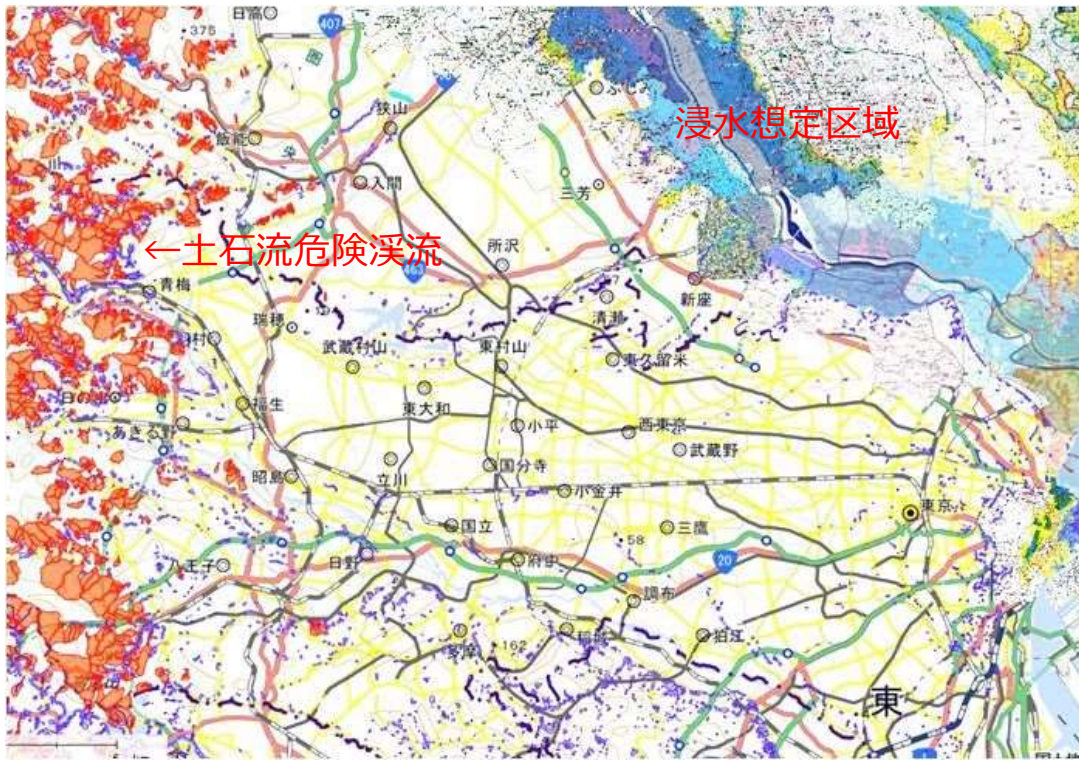 日高
407
・375
狭山
ふじみ
浸水想定区域
飯能
入間
三芳
←土石流危険渓流
463
所沢
青梅
新座
瑞穂
清瀬
武蔵村山
東村山
東久留米
福生
東大和
小平
西東京
武蔵野
あきる野
昭島
立川
国分寺
小金井
東京
国立
三鷹
・58
八王子
日野
府中
20
調布
多摩
・162
稲城
狛江
東